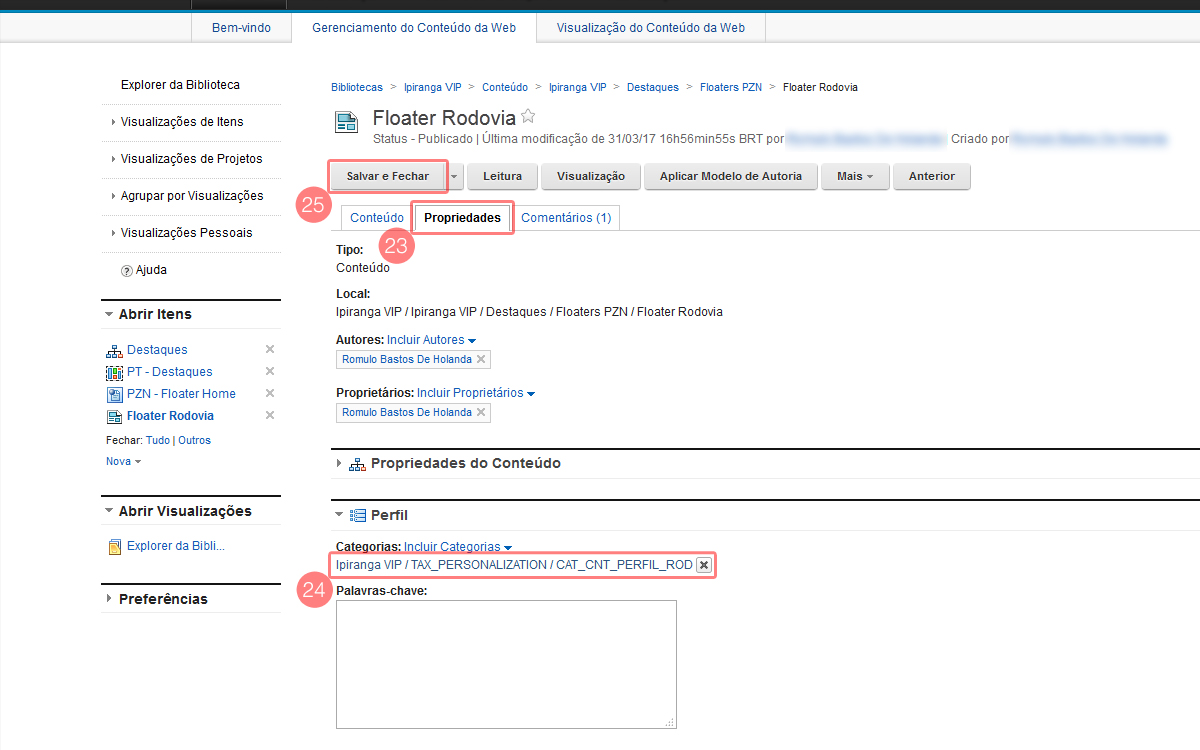 Bem-vindo
Gerenciamento do Conteúdo da Web
Visualização do Conteúdo da Web
Explorer da Biblioteca
Visualizações de Itens
Visualizações de Projetos
Agrupar por Visualizações
Visualizações Pessoais
Ajuda
Abrir Itens
Destaques
PT - Destaques
PZN - Floater Home
Floater Rodovia
Fechar: Tudo | Outros
Nova
Abrir Visualizações
Explorer da Bibli...
Preferências
Bibliotecas > Ipiranga VIP > Conteúdo > Ipiranga VIP > Destaques > Floaters PZN > Floater Rodovia
Floater Rodovia
Status - Publicado | Última modificação de 31/03/17 16h56min55s BRT por Criado por
Salvar e Fechar Leitura Visualização Aplicar Modelo de Autoria Mais Anterior
25
Conteúdo Propriedades Comentários (1)
23
Tipo:
Conteúdo
Local:
Ipiranga VIP / Ipiranga VIP / Destaques / Floaters PZN / Floater Rodovia
Autores: Incluir Autores
Romulo Bastos De Holanda
Proprietários: Incluir Proprietários
Romulo Bastos De Holanda
Propriedades do Conteúdo
Perfil
Categorias: Incluir Categorias
Ipiranga VIP / TAX_PERSONALIZATION / CAT_CNT_PERFIL_ROD
24
Palavras-chave: